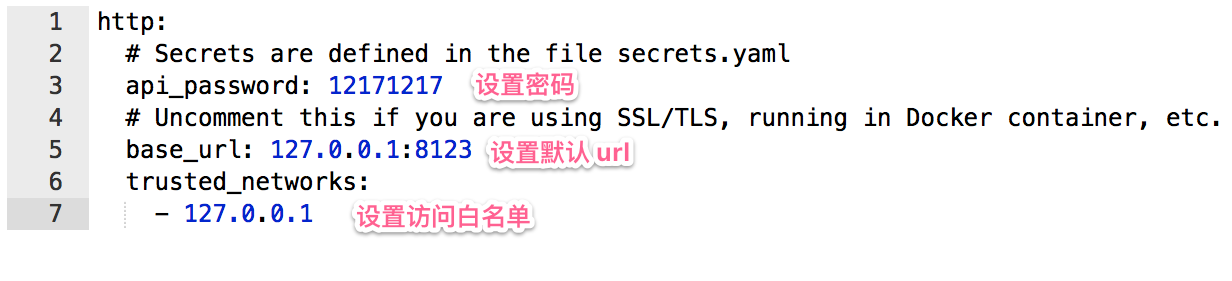 1 http:
2 # Secrets are defined in the file secrets.yaml
3 api_password: 12171217 设置密码
4 # Uncomment this if you are using SSL/TLS, running in Docker container, etc.
5 base_url: 127.0.0.1:8123 设置默认 url
6 trusted_networks:
7 - 127.0.0.1 设置访问白名单